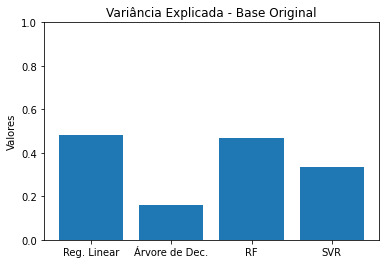 Variância Explicada - Base Original
1.0
0.8
0.6
0.4
0.2
0.0
Valores
Reg. Linear Árvore de Dec. RF SVR